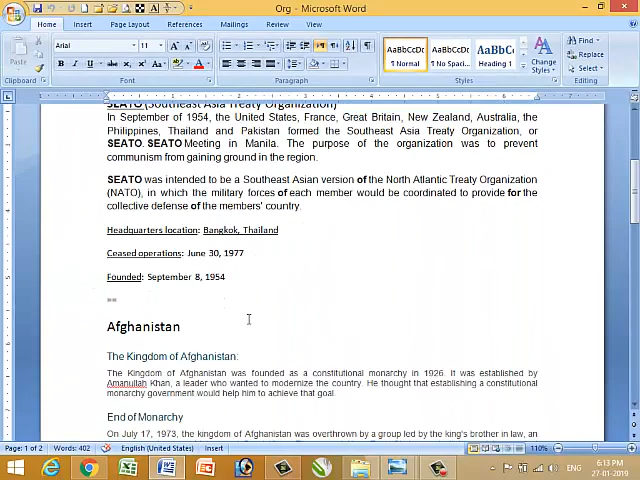 Org - Microsoft Word
Home Insert Page Layout References Mailings Review View
Paste
Clipboard
Arial 11
Font
Paragraph
AaBbCcDc AaBbCcDc AaBbCc
¶ Normal ¶ No Spaci... Heading 1
Change Styles
Styles
Find
Replace
Select
Editing
SEATO (Southeast Asia Treaty Organization)
In September of 1954, the United States, France, Great Britain, New Zealand, Australia, the
Philippines, Thailand and Pakistan formed the Southeast Asia Treaty Organization, or
SEATO. SEATO Meeting in Manila. The purpose of the organization was to prevent
communism from gaining ground in the region.
SEATO was intended to be a Southeast Asian version of the North Atlantic Treaty Organization
(NATO), in which the military forces of each member would be coordinated to provide for the
collective defense of the members' country.
Headquarters location: Bangkok, Thailand
Ceased operations: June 30, 1977
Founded: September 8, 1954
==
Afghanistan
The Kingdom of Afghanistan:
The Kingdom of Afghanistan was founded as a constitutional monarchy in 1926. It was established by
Amanullah Khan, a leader who wanted to modernize the country. He thought that establishing a constitutional
monarchy government would help him to achieve that goal.
End of Monarchy
On July 17, 1973, the kingdom of Afghanistan was overthrown by a group led by the king's brother in law, an
Page: 1 of 2 Words: 402 English (United States) Insert 110%
ENG 6:13 PM
27-01-2019